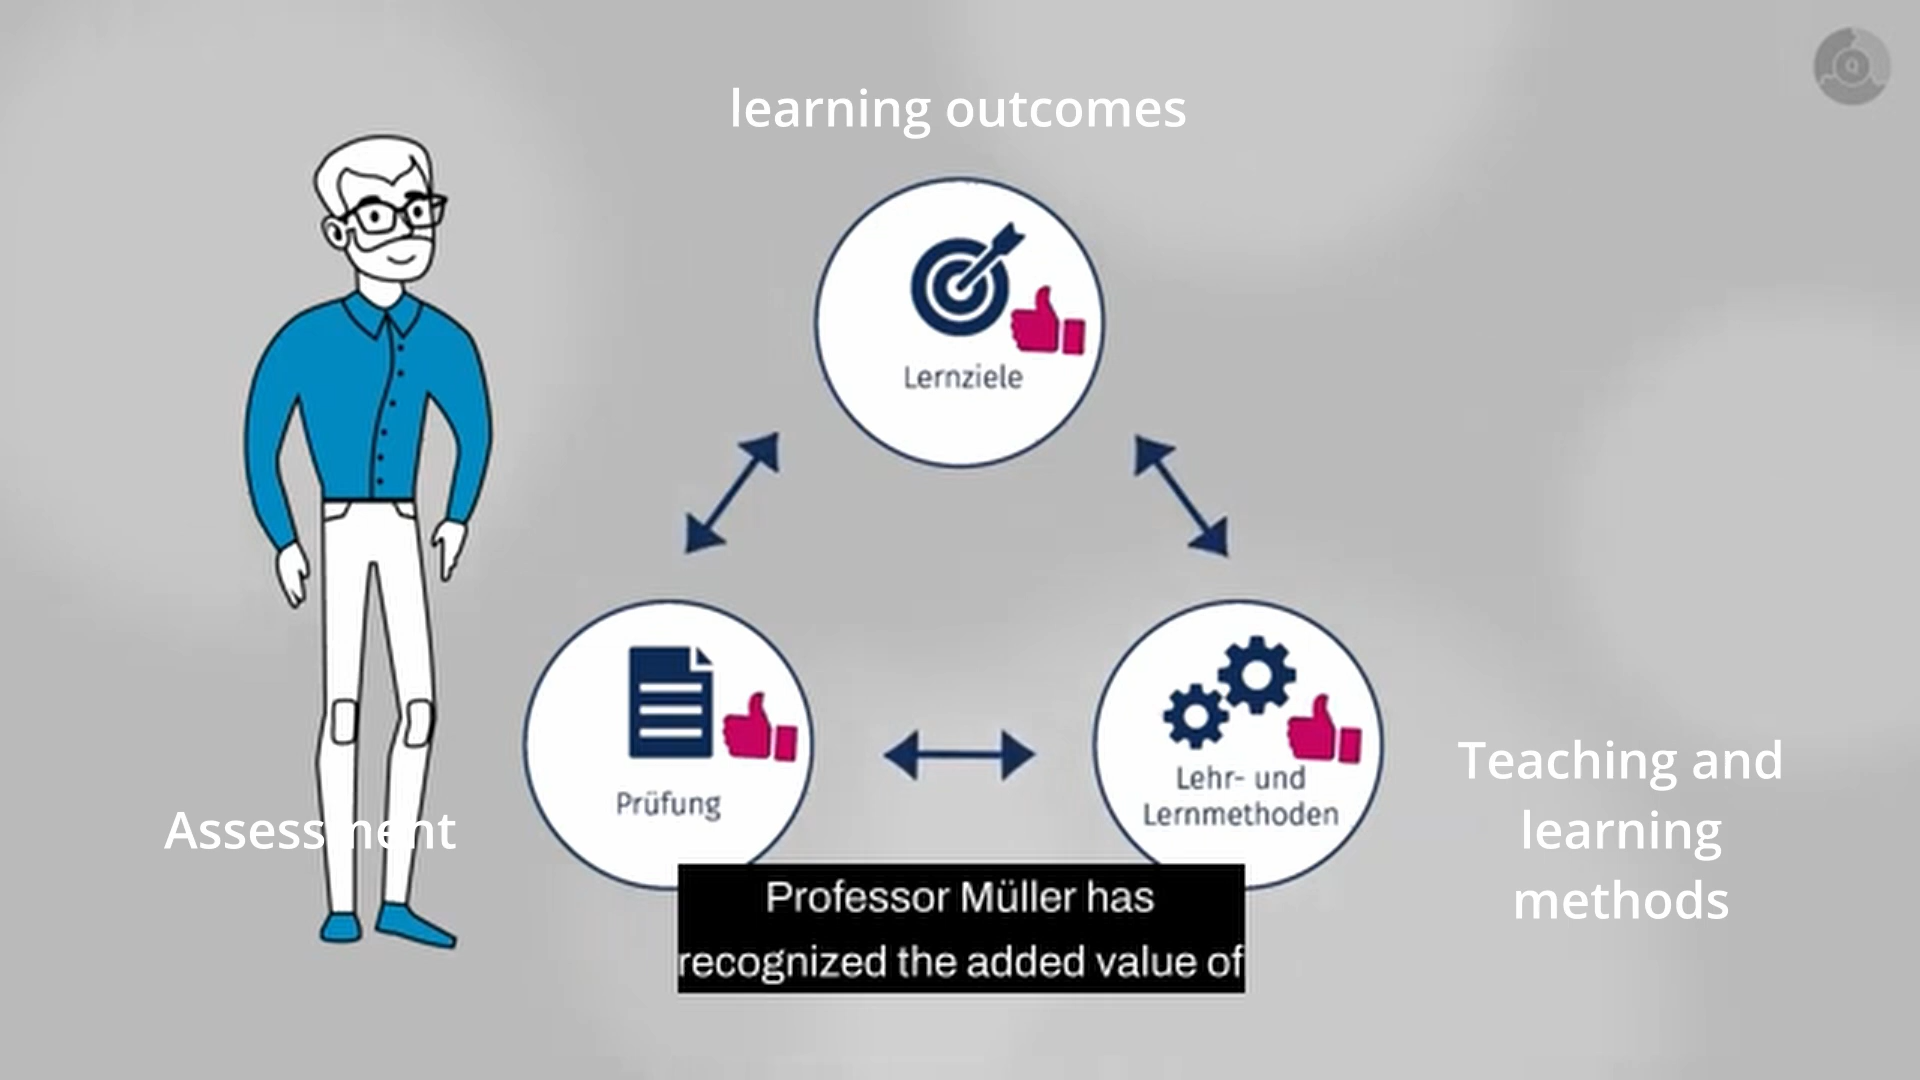 learning outcomes
Lernziele
Prüfung
Assessment
Lehr- und
Lernmethoden
Teaching and
learning
methods
Professor Müller has
recognized the added value of